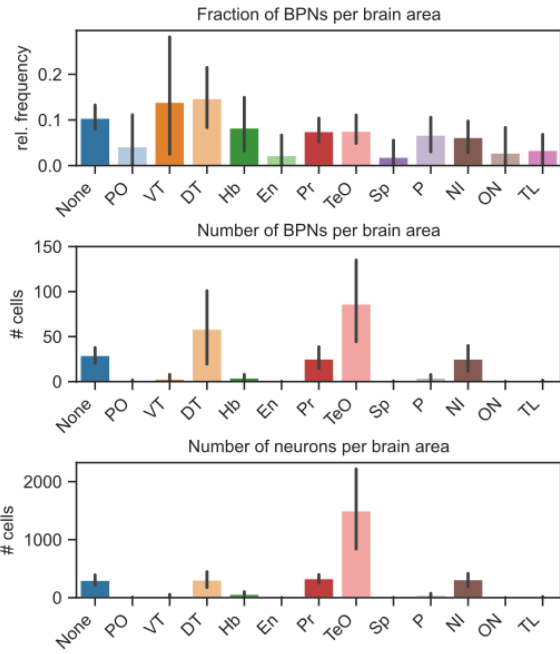 Fraction of BPNs per brain area
rel. frequency
0.2
0.1
0.0
None PO VT DT Hb En Pr TeO Sp P NI ON TL
Number of BPNs per brain area
# cells
150
100
50
0
None PO VT DT Hb En Pr TeO Sp P NI ON TL
Number of neurons per brain area
# cells
2000
1000
0
None PO VT DT Hb En Pr TeO Sp P NI ON TL